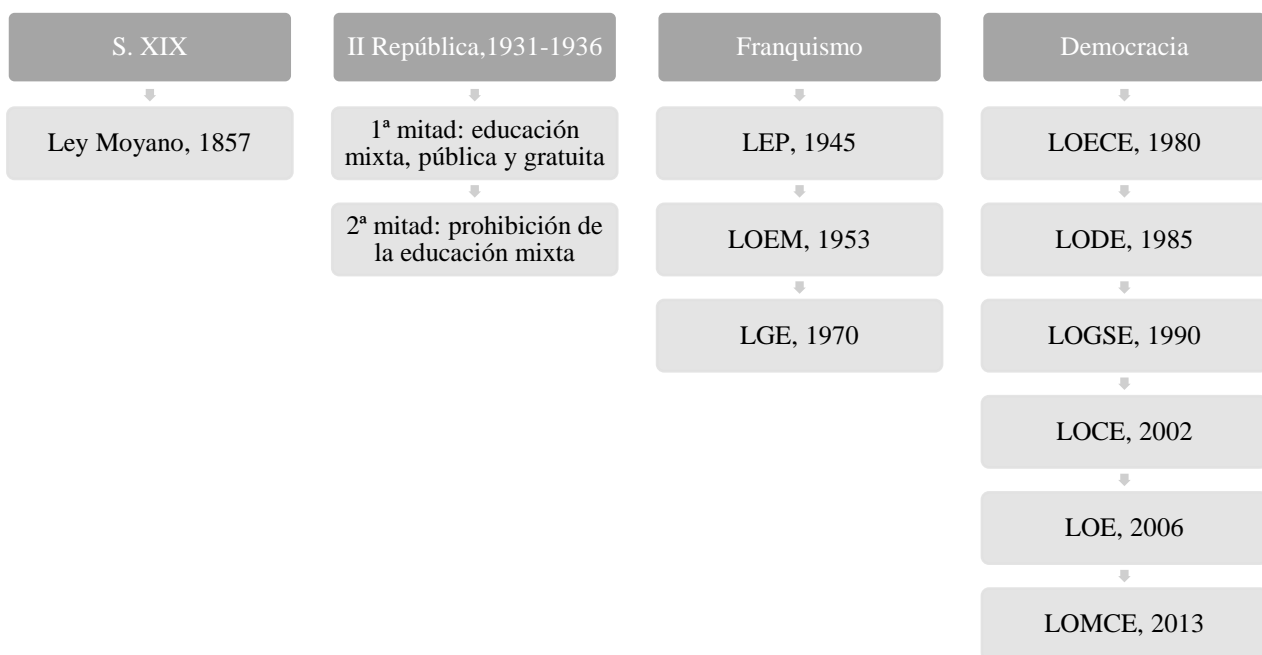 S. XIX
Ley Moyano, 1857
II República,1931-1936
1ª mitad: educación
mixta, pública y gratuita
2ª mitad: prohibición de
la educación mixta
Franquismo
LEP, 1945
LOEM, 1953
LGE, 1970
Democracia
LOECE, 1980
LODE, 1985
LOGSE, 1990
LOCE, 2002
LOE, 2006
LOMCE, 2013